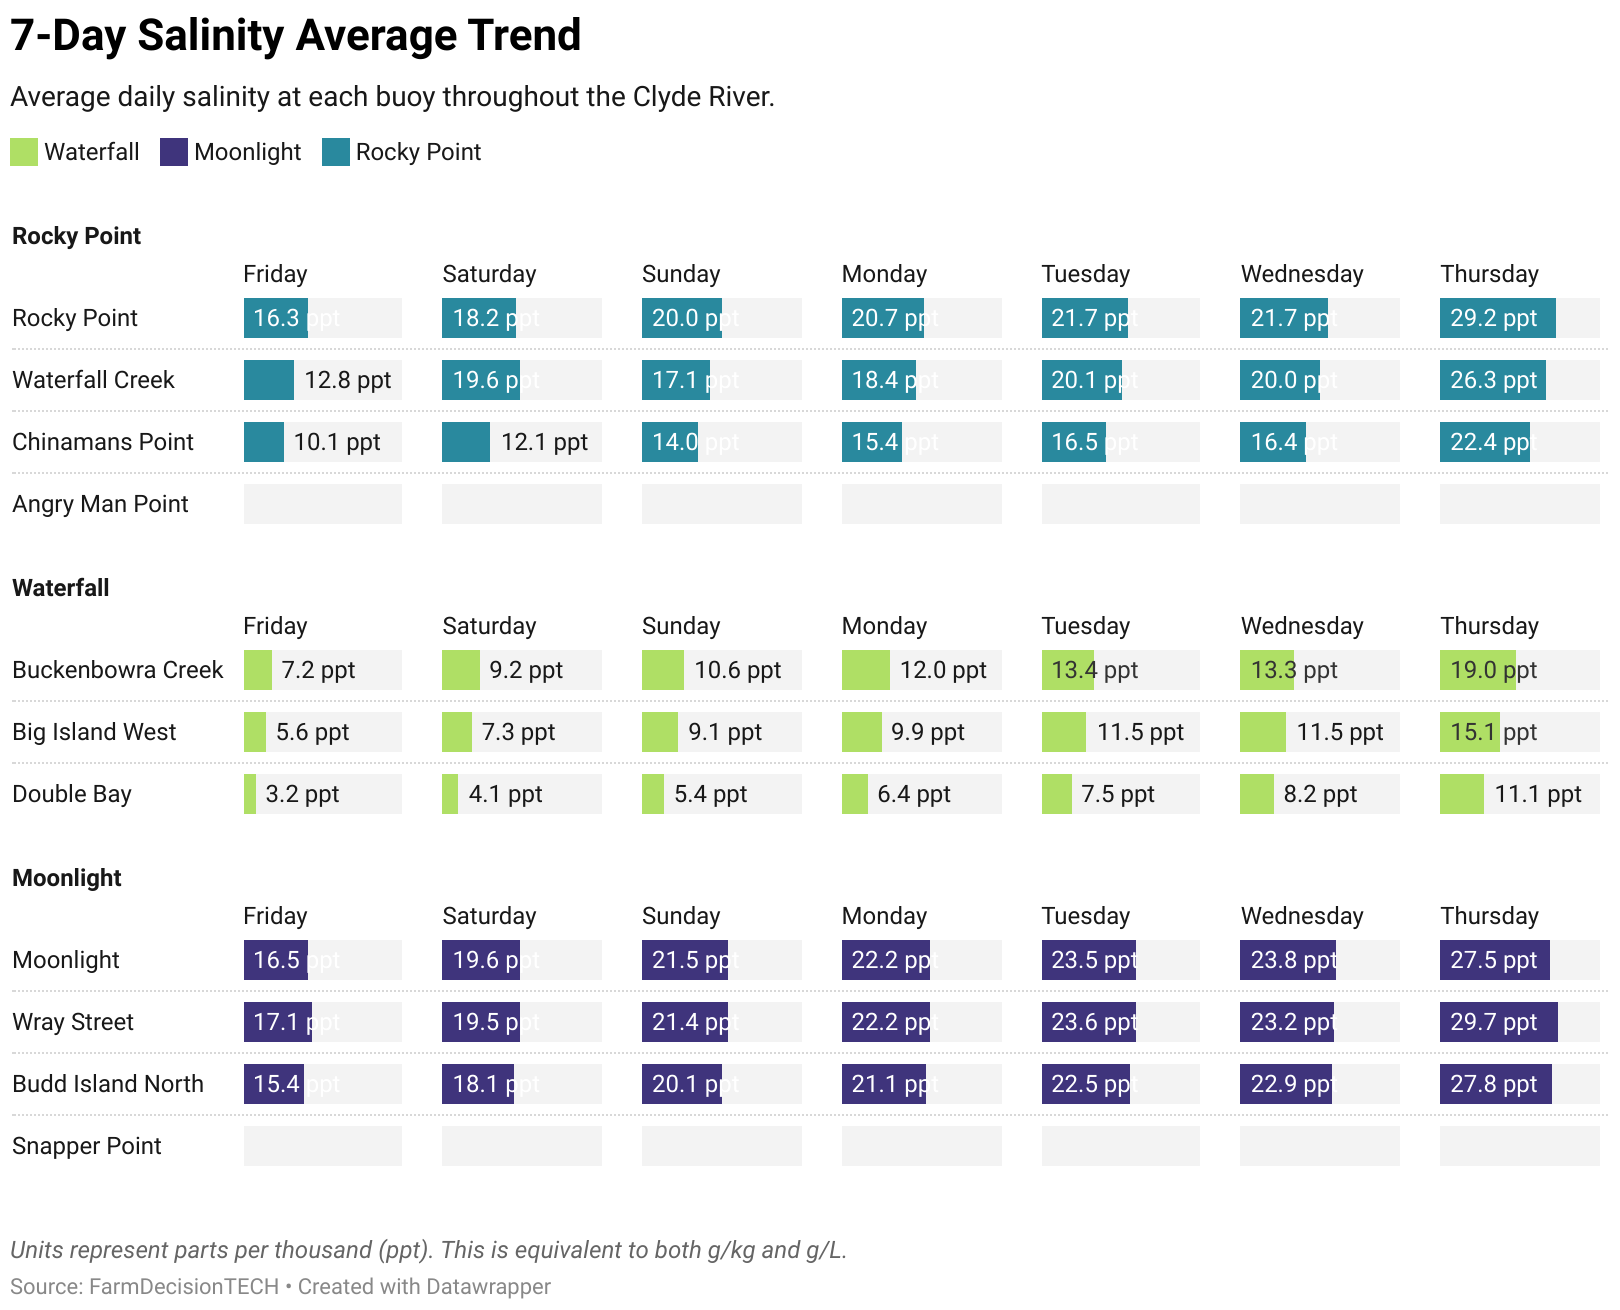 7-Day Salinity Average Trend
Average daily salinity at each buoy throughout the Clyde River.
Waterfall Moonlight Rocky Point
Rocky Point
Friday Saturday Sunday Monday Tuesday Wednesday Thursday
Rocky Point 16.3 ppt 18.2 ppt 20.0 ppt 20.7 ppt 21.7 ppt 21.7 ppt 29.2 ppt
Waterfall Creek 12.8 ppt 19.6 ppt 17.1 ppt 18.4 ppt 20.1 ppt 20.0 ppt 26.3 ppt
Chinamans Point 10.1 ppt 12.1 ppt 14.0 ppt 15.4 ppt 16.5 ppt 16.4 ppt 22.4 ppt
Angry Man Point
Waterfall
Friday Saturday Sunday Monday Tuesday Wednesday Thursday
Buckenbowra Creek 7.2 ppt 9.2 ppt 10.6 ppt 12.0 ppt 13.4 ppt 13.3 ppt 19.0 ppt
Big Island West 5.6 ppt 7.3 ppt 9.1 ppt 9.9 ppt 11.5 ppt 11.5 ppt 15.1 ppt
Double Bay 3.2 ppt 4.1 ppt 5.4 ppt 6.4 ppt 7.5 ppt 8.2 ppt 11.1 ppt
Moonlight
Friday Saturday Sunday Monday Tuesday Wednesday Thursday
Moonlight 16.5 ppt 19.6 ppt 21.5 ppt 22.2 ppt 23.5 ppt 23.8 ppt 27.5 ppt
Wray Street 17.1 ppt 19.5 ppt 21.4 ppt 22.2 ppt 23.6 ppt 23.2 ppt 29.7 ppt
Budd Island North 15.4 ppt 18.1 ppt 20.1 ppt 21.1 ppt 22.5 ppt 22.9 ppt 27.8 ppt
Snapper Point
Units represent parts per thousand (ppt). This is equivalent to both g/kg and g/L.
Source: FarmDecisionTECH • Created with Datawrapper